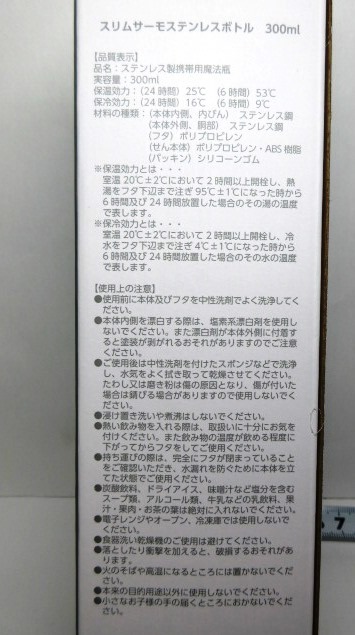 スリムサーモステンレスボトル 300ml
【品質表示】
品名：ステンレス製携帯用魔法瓶
実容量：300ml
保温効力：(24時間) 25℃ (6時間) 53℃
保冷効力：(24時間) 16℃ (6時間) 9℃
材料の種類：(本体内側、内びん) ステンレス鋼
(本体外側、胴部) ステンレス鋼
(フタ) ポリプロピレン
(せん本体) ポリプロピレン・ABS樹脂
(パッキン) シリコーンゴム
※保温効力とは・・・
室温20℃±2℃において2時間以上開栓し、熱
湯をフタ下辺まで注ぎ95℃±1℃になった時から
6時間及び24時間放置した場合のその湯の温度
で表します。
※保冷効力とは・・・
室温20℃±2℃において2時間以上開栓し、冷
水をフタ下辺まで注ぎ4℃±1℃になった時から
6時間及び24時間放置した場合のその水の温度
で表します。
【使用上の注意】
●使用前に本体及びフタを中性洗剤でよく洗浄してく
ださい。
●本体内側を漂白する際は、塩素系漂白剤を使用し
ないでください。また漂白剤が本体外側に付着す
ると塗装が剥がれるおそれがありますのでご注意
ください。
●ご使用後は中性洗剤を付けたスポンジなどで洗浄
し、水気をよく拭き取って乾燥させてください。
たわし又は磨き粉は傷の原因となり、傷が付いた
場合は錆びる場合がありますので使用しないでく
ださい。
●浸け置き洗いや煮沸はしないでください。
●熱い飲み物を入れる際は、取扱いに十分にお気を
付けください。また飲み物の温度が飲める程度に
下がってからフタをしてご使用ください。
●持ち運びの際は、完全にフタが閉まっていること
をご確認いただき、水漏れを防ぐために本体を立
てた状態でご使用ください。
●炭酸飲料、ドライアイス、味噌汁など塩分を含む
スープ類、アルコール類、牛乳などの乳飲料、果
汁・果肉・お茶の葉は絶対に入れないでください。
●電子レンジやオーブン、冷凍庫では使用しないで
ください。
●食器洗い乾燥機のご使用は避けてください。
●落としたり衝撃を加えると、破損するおそれがあ
ります。
●火のそばや高温になるところには置かないでくだ
さい。
●本来の目的用途以外に使用しないでください。
●小さなお子様の手の届くところにおかないでくだ
さい。
7